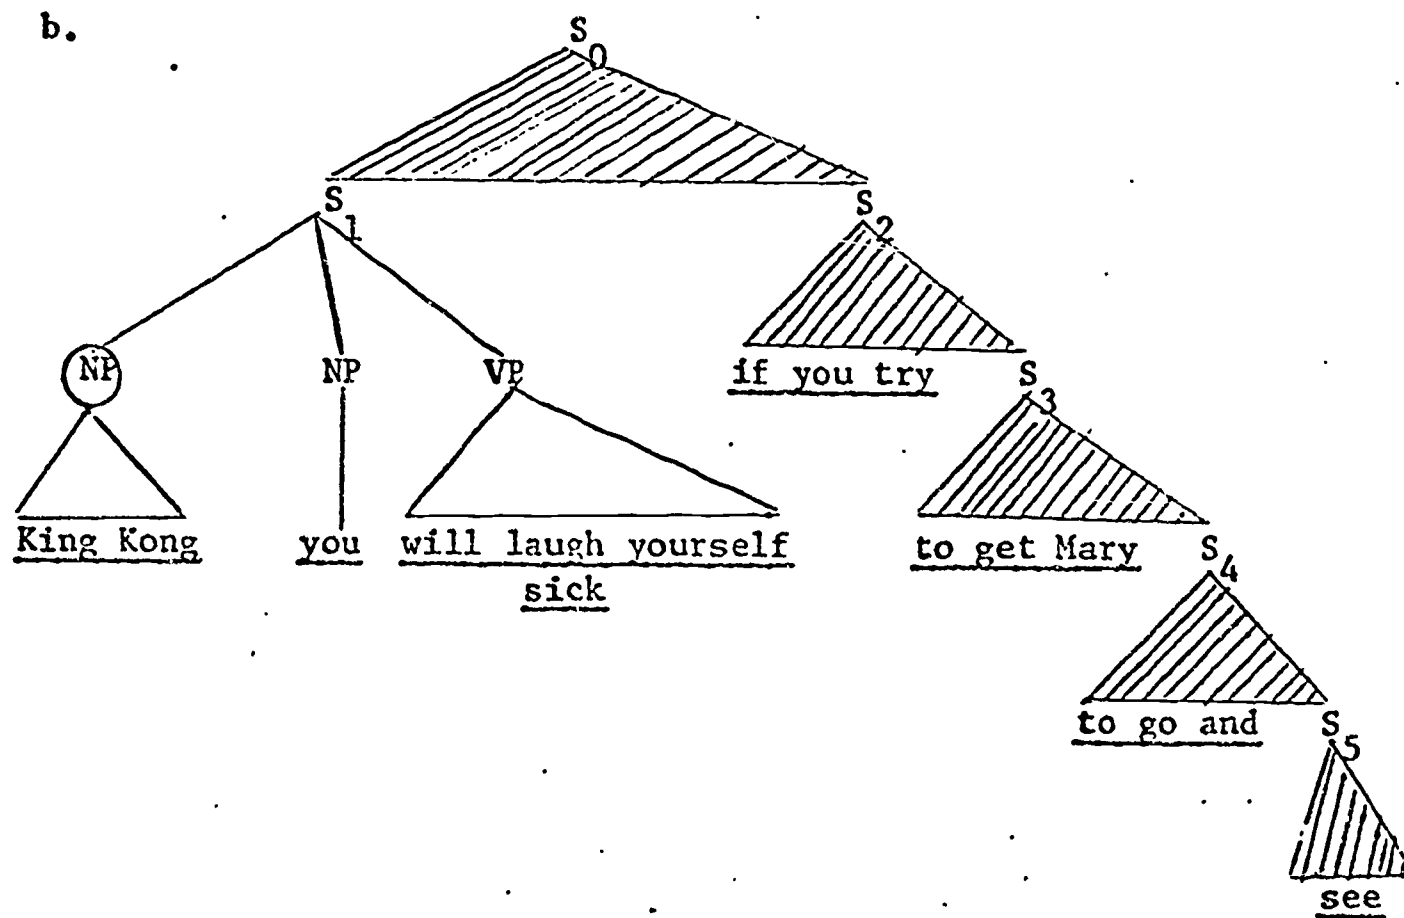 b.
S0
S1 S2
NP NP VP if you try S3
King Kong you will laugh yourself to get Mary S4
sick
to go and S5
see